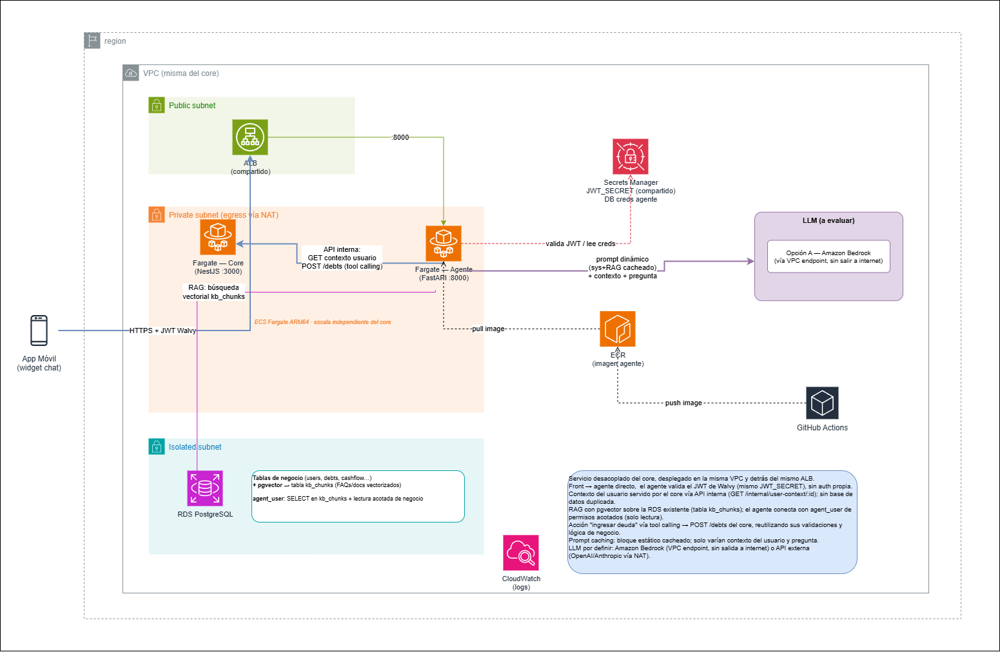 region
VPC (misma del core)
Public subnet
ALB
(compartido)
:8000
Secrets Manager
JWT_SECRET (compartido)
DB creds agente
Private subnet (egress vía NAT)
Fargate — Core
(NestJS :3000)
API interna:
GET contexto usuario
POST /debts (tool calling)
Fargate — Agente
(FastAPI :8000)
valida JWT / lee creds
prompt dinámico
(sys+RAG cacheado)
+ contexto + pregunta
LLM (a evaluar)
Opción A — Amazon Bedrock
(vía VPC endpoint, sin salir a internet)
RAG: búsqueda
vectorial kb_chunks
ECS Fargate ARM64 · escala independiente del core
HTTPS + JWT Walvy
App Móvil
(widget chat)
pull image
ECR
(imagen agente)
push image
GitHub Actions
Isolated subnet
RDS PostgreSQL
Tablas de negocio (users, debts, cashflow…)
+ pgvector → tabla kb_chunks (FAQs/docs vectorizados)
agent_user: SELECT en kb_chunks + lectura acotada de negocio
CloudWatch
(logs)
Servicio desacoplado del core, desplegado en la misma VPC y detrás del mismo ALB.
Front → agente directo,  el agente valida el JWT de Walvy (mismo JWT_SECRET), sin auth propia.
Contexto del usuario servido por el core vía API interna (GET /internal/user-context/:id); sin base de
datos duplicada.
RAG con pgvector sobre la RDS existente (tabla kb_chunks); el agente conecta con agent_user de
permisos acotados (solo lectura).
Acción "ingresar deuda" vía tool calling → POST /debts del core, reutilizando sus validaciones y
lógica de negocio.
Prompt caching: bloque estático cacheado; solo varían contexto del usuario y pregunta.
LLM por definir: Amazon Bedrock (VPC endpoint, sin salida a internet) o API externa
(OpenAI/Anthropic vía NAT).